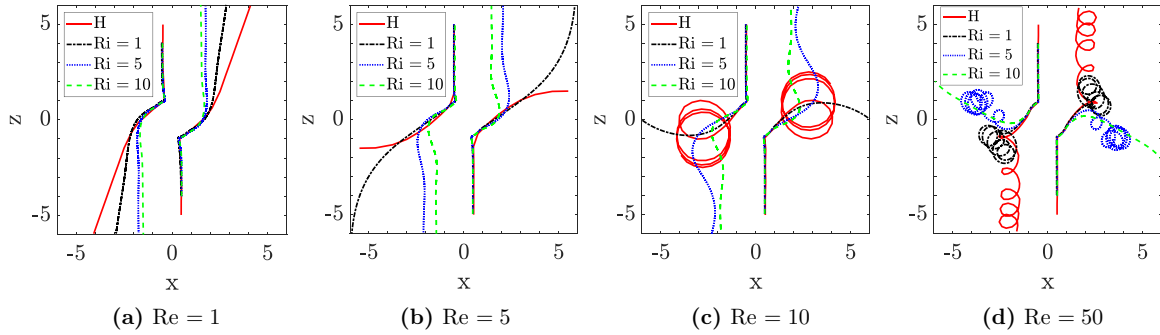 H
Ri = 1
Ri = 5
Ri = 10
5
0
-5
z
-5
0
5
x
(a) Re = 1
H
Ri = 1
Ri = 5
Ri = 10
5
0
-5
z
-5
0
5
x
(b) Re = 5
H
Ri = 1
Ri = 5
Ri = 10
5
0
-5
z
-5
0
5
x
(c) Re = 10
H
Ri = 1
Ri = 5
Ri = 10
5
0
-5
z
-5
0
5
x
(d) Re = 50